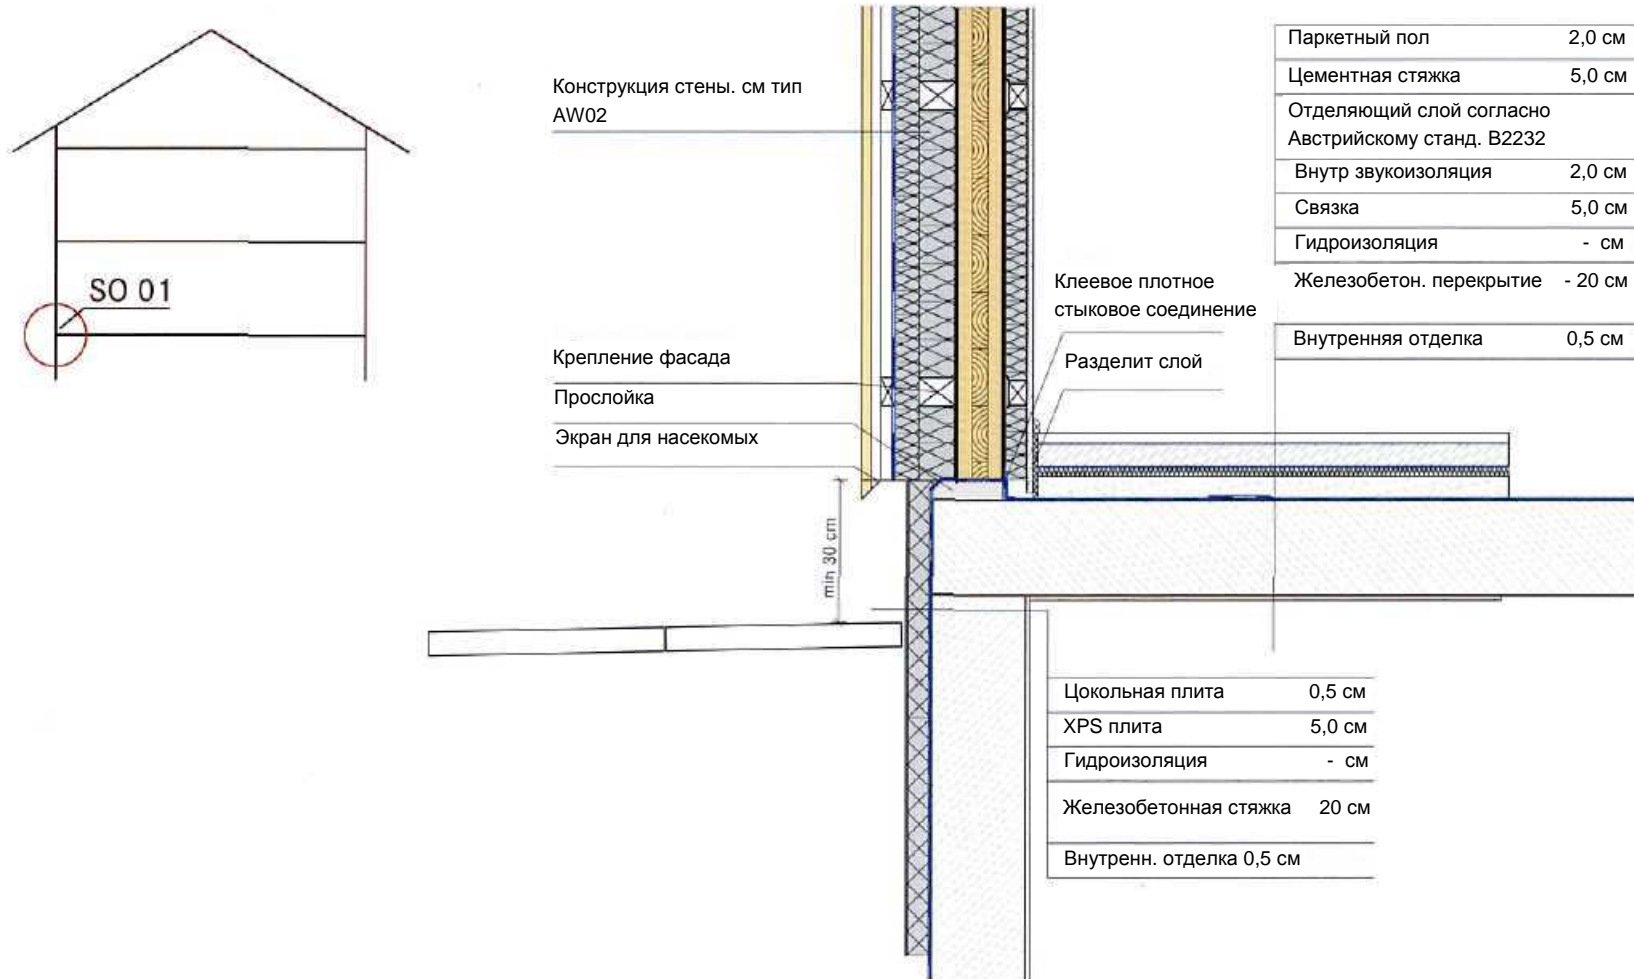 SO 01
Конструкция стены. см тип
AW02
Крепление фасада
Прослойка
Экран для насекомых
min 30 cm
Клеевое плотное
стыковое соединение
Разделит слой
Паркетный пол 2,0 см
Цементная стяжка 5,0 см
Отделяющий слой согласно
Австрийскому станд. В2232
Внутр звукоизоляция 2,0 см
Связка 5,0 см
Гидроизоляция - см
Железобетон. перекрытие - 20 см
Внутренняя отделка 0,5 см
Цокольная плита 0,5 см
XPS плита 5,0 см
Гидроизоляция - см
Железобетонная стяжка 20 см
Внутренн. отделка 0,5 см